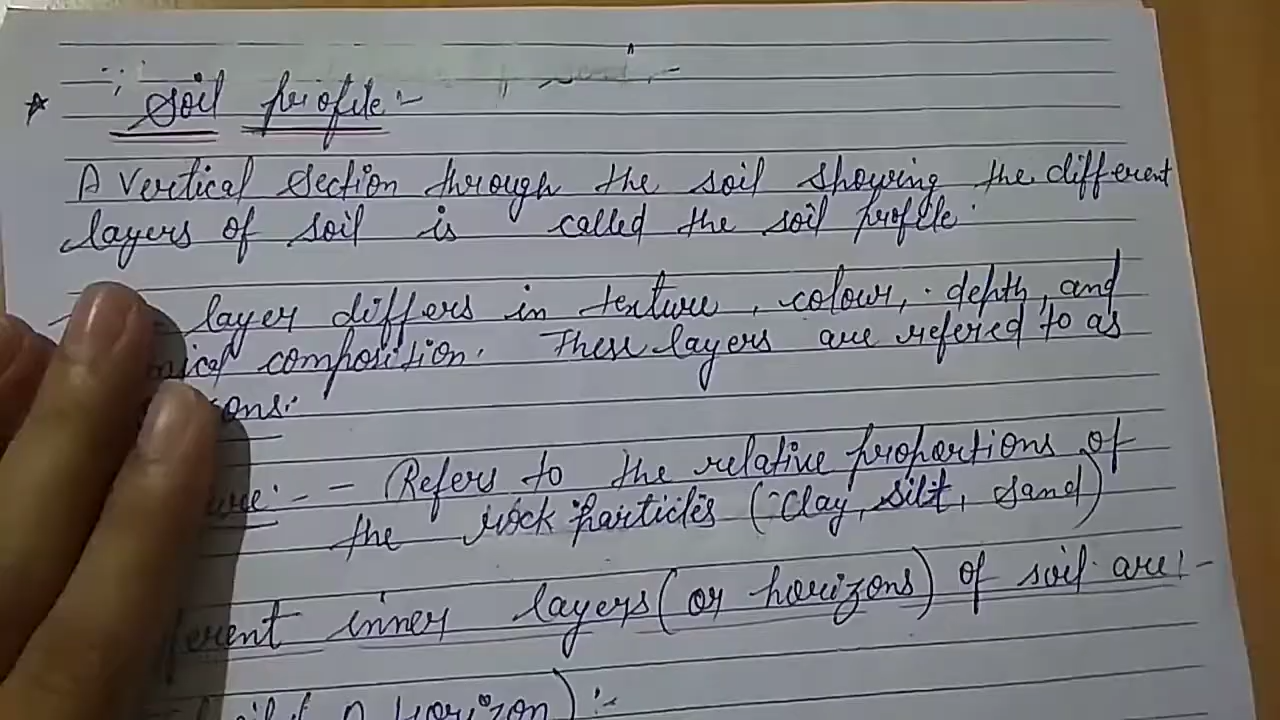 Soil profile :-
A vertical section through the soil showing the different
layers of soil is called the soil profile.
layer differs in texture, colour, depth, and
composition. These layers are refered to as
:- - Refers to the relative proportions of
the rock particles (:clay, silt, sand)
inner layers (or horizons) of soil are :-
horizon) :-